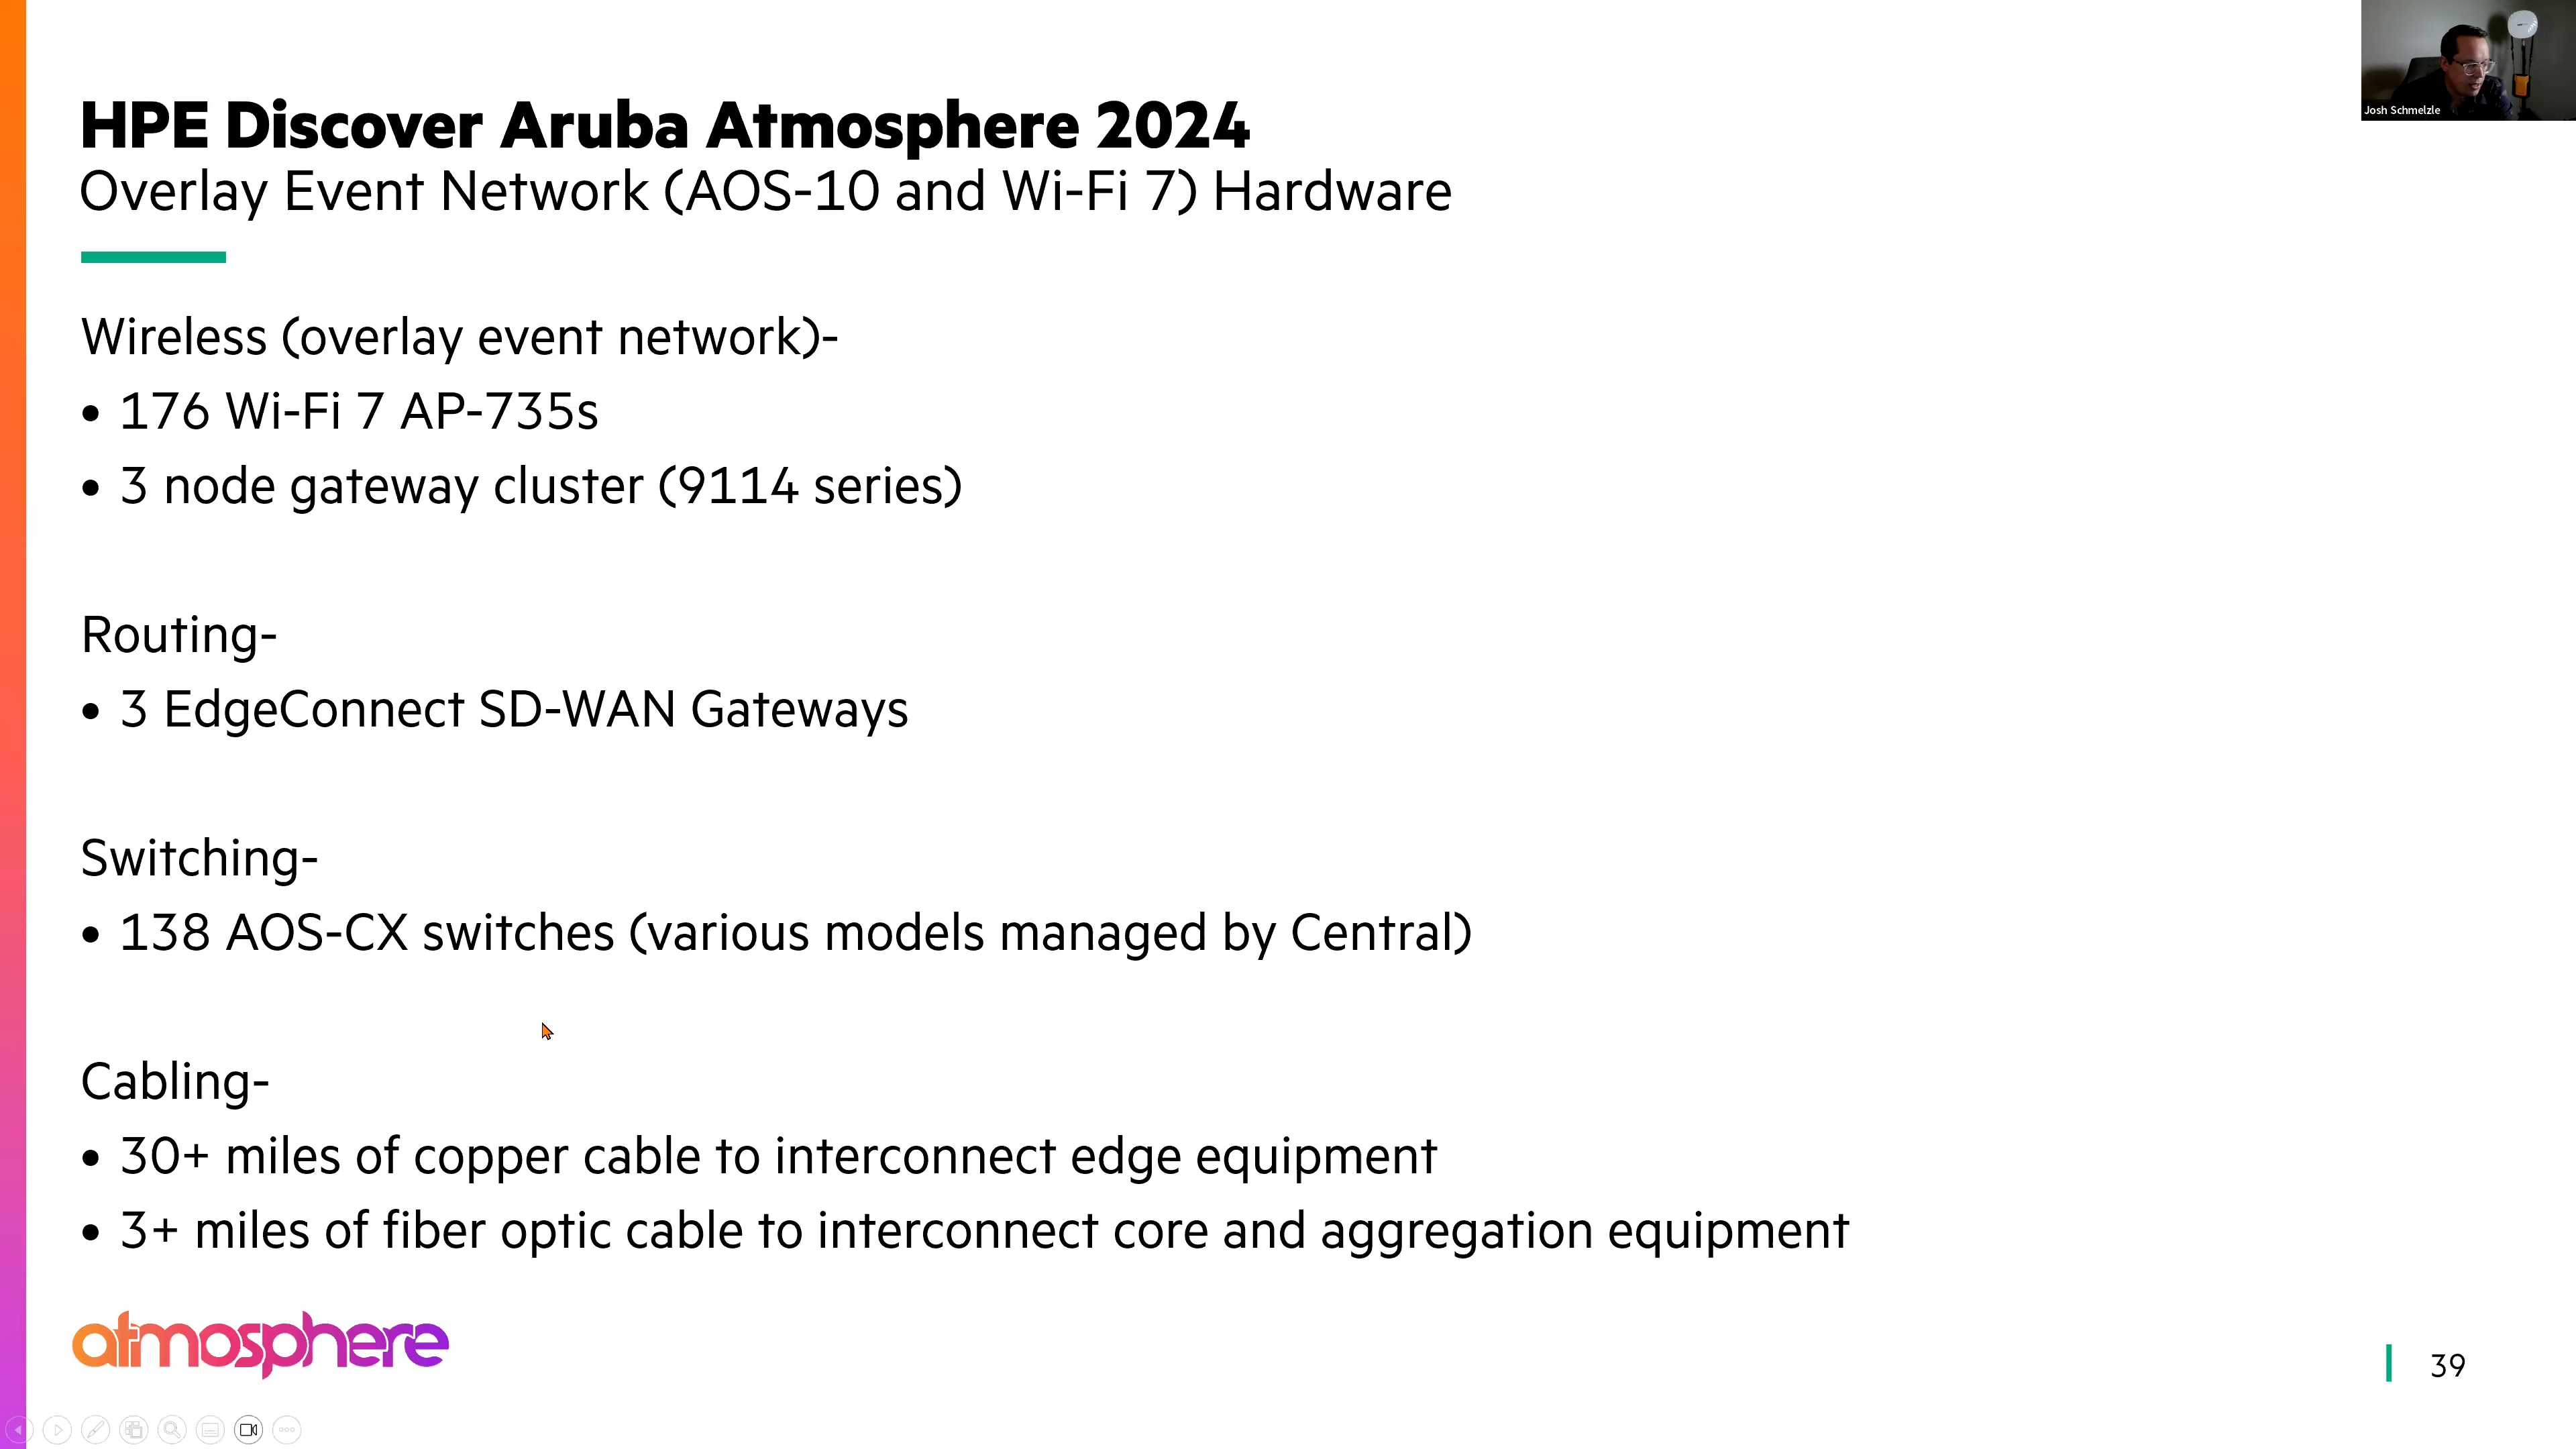 Josh Schmelzle
HPE Discover Aruba Atmosphere 2024
Overlay Event Network (AOS-10 and Wi-Fi 7) Hardware
Wireless (overlay event network)-
• 176 Wi-Fi 7 AP-735s
• 3 node gateway cluster (9114 series)
Routing-
• 3 EdgeConnect SD-WAN Gateways
Switching-
• 138 AOS-CX switches (various models managed by Central)
Cabling-
• 30+ miles of copper cable to interconnect edge equipment
• 3+ miles of fiber optic cable to interconnect core and aggregation equipment
atmosphere
39